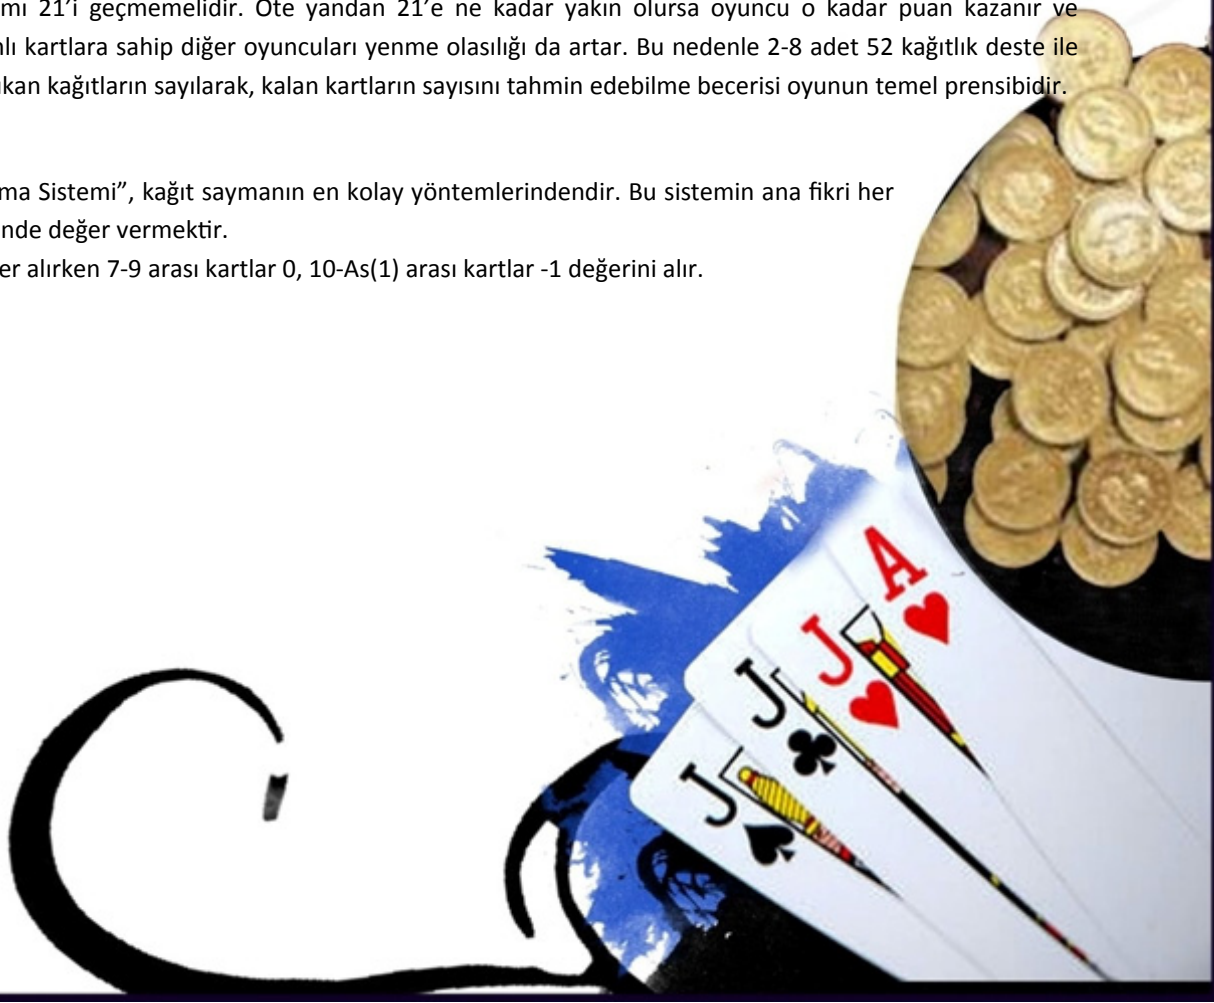 mı 21’i geçmemelidir. Öte yandan 21’e ne kadar yakın olursa oyuncu o kadar puan kazanır ve
lı kartlara sahip diğer oyuncuları yenme olasılığı da artar. Bu nedenle 2-8 adet 52 kağıtlık deste ile
kan kağıtların sayılarak, kalan kartların sayısını tahmin edebilme becerisi oyunun temel prensibidir.
ma Sistemi”, kağıt saymanın en kolay yöntemlerindendir. Bu sistemin ana fikri her
nde değer vermektir.
er alırken 7-9 arası kartlar 0, 10-As(1) arası kartlar -1 değerini alır.
A
J
J
J